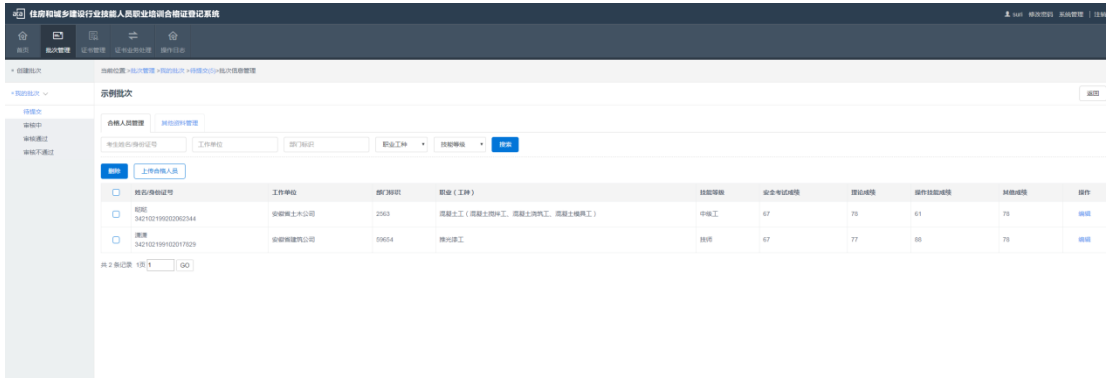 ata 住房和城乡建设行业技能人员职业培训合格证登记系统
sun 修改密码 系统管理 | 注销
首页 批次管理 证书管理 证书业务处理 操作日志
创建批次
当前位置 >批次管理 >我的批次 >待提交 >批次信息管理
我的批次
示例批次
返回
待提交
审核中
审核通过
审核不通过
合格人员管理 其他资料管理
考生姓名/身份证号 工作单位 部门标识 职业工种 技能等级 搜索
删除 上传合格人员
姓名/身份证号 工作单位 部门标识 职业（工种） 技能等级 安全考试成绩 理论成绩 操作技能成绩 其他成绩 操作
342102199202062344
安徽省土木公司 2563 混凝土工（混凝土搅拌工、混凝土浇筑工、混凝土模具工） 中级工 67 78 61 78 编辑
潇潇
342102199102017829
安徽省建筑公司 59654 抛光漆工 技师 67 77 88 78 编辑
共 2 条记录 1页 1 GO